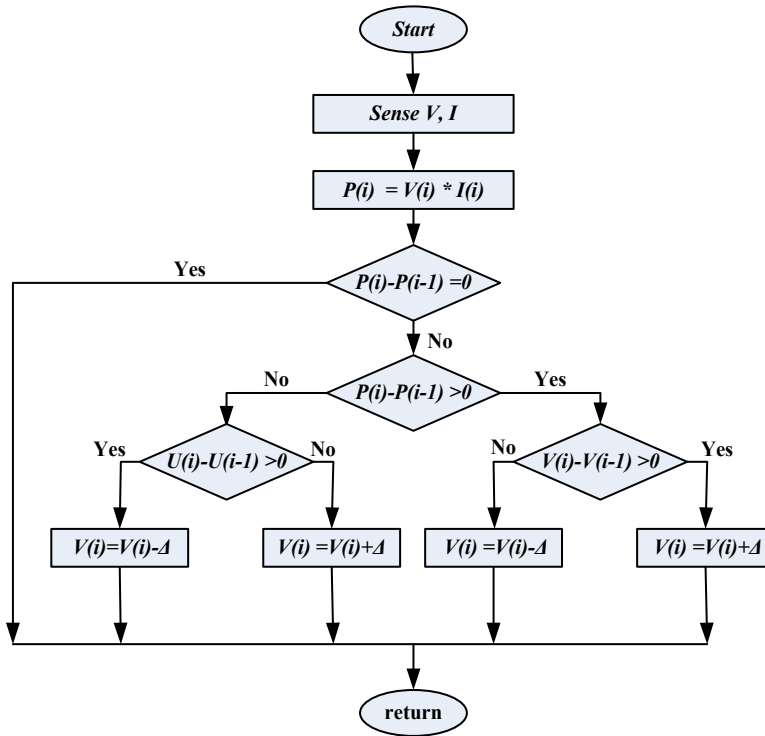 Start
Sense V, I
P(i) = V(i) * I(i)
Yes
P(i)-P(i-1) =0
No
No
P(i)-P(i-1) >0
Yes
Yes
U(i)-U(i-1) >0
No
No
V(i)-V(i-1) >0
Yes
V(i)=V(i)-Δ
V(i) =V(i)+Δ
V(i) =V(i)-Δ
V(i) =V(i)+Δ
return